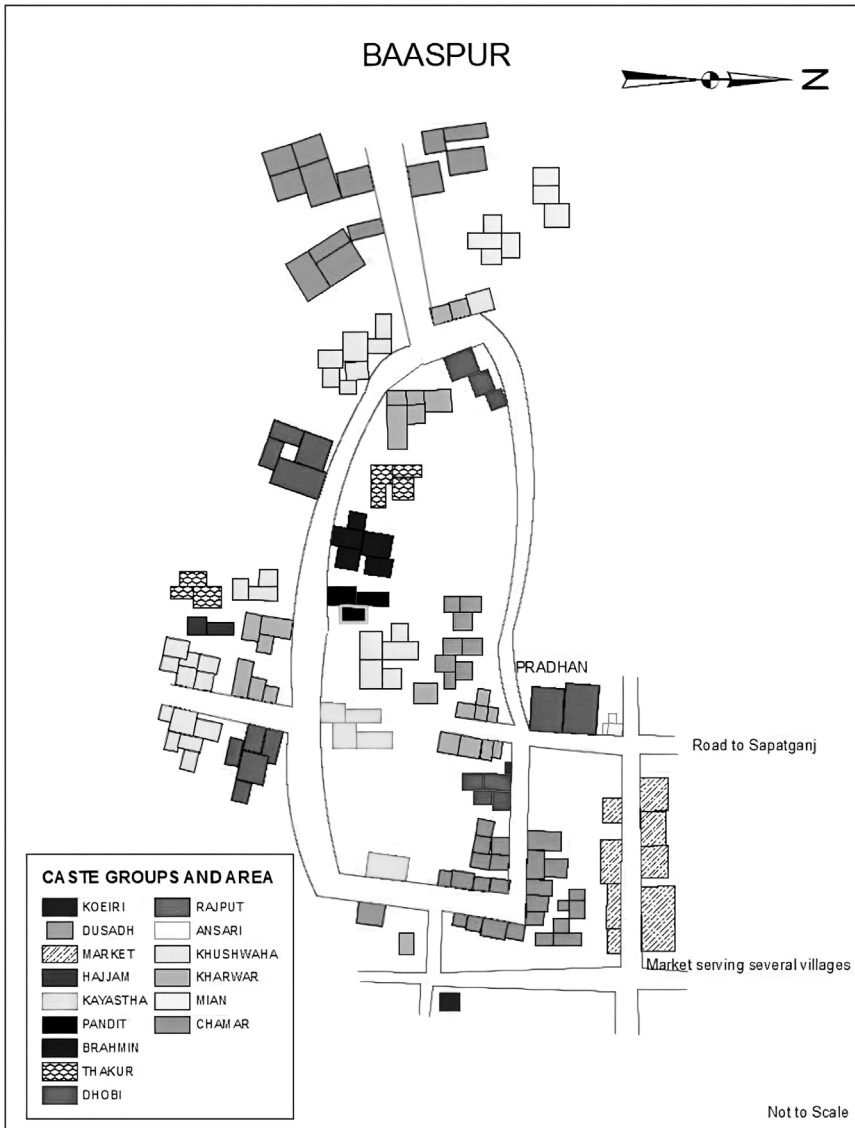 BAASPUR
N
PRADHAN
Road to Sapatganj
Market serving several villages
CASTE GROUPS AND AREA
KOEIRI
RAJPUT
DUSADH
ANSARI
MARKET
KHUSHWAHA
HAJJAM
KHARWAR
KAYASTHA
MIAN
PANDIT
CHAMAR
BRAHMIN
THAKUR
DHOBI
Not to Scale